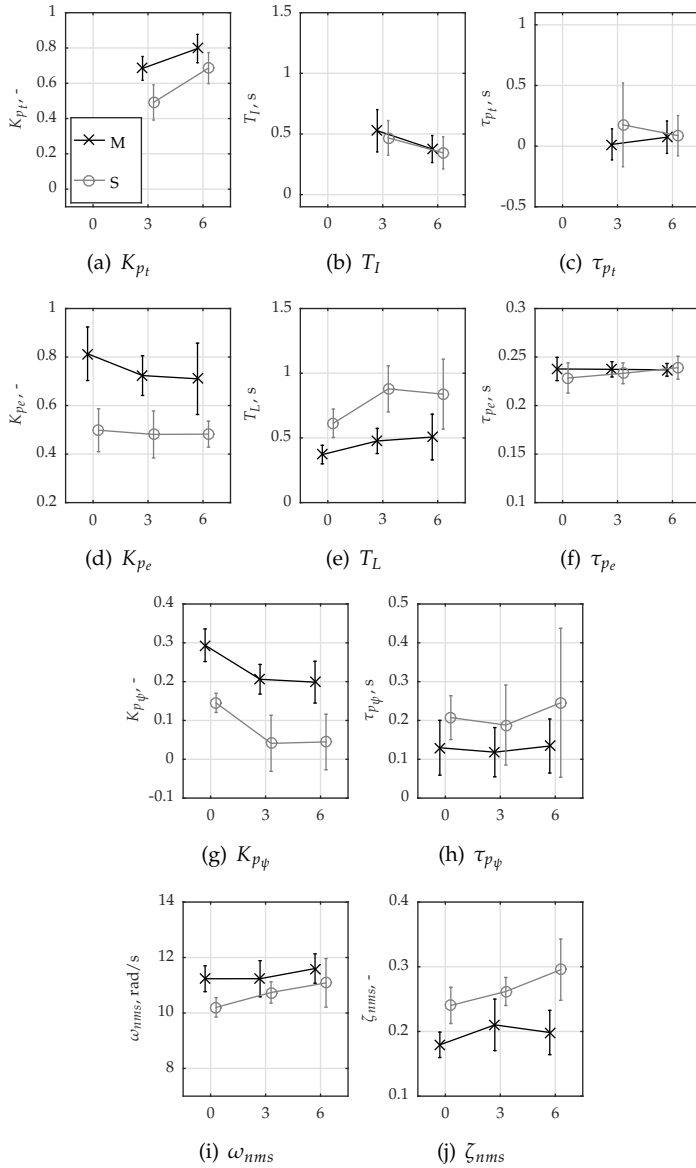 1
0.8
0.6
0.4
0.2
0
K_{p_t}, -
M
S
0 3 6
(a) K_{p_t}
1.5
1
0.5
0
T_I, s
0 3 6
(b) T_I
1
0.5
0
-0.5
τ_{p_t}, s
0 3 6
(c) τ_{p_t}
1
0.8
0.6
0.4
0.2
K_{p_e}, -
0 3 6
(d) K_{p_e}
1.5
1
0.5
0
T_L, s
0 3 6
(e) T_L
0.3
0.25
0.2
0.15
0.1
τ_{p_e}, s
0 3 6
(f) τ_{p_e}
0.4
0.3
0.2
0.1
0
-0.1
K_{p_ψ}, -
0 3 6
(g) K_{p_ψ}
0.5
0.4
0.3
0.2
0.1
0
τ_{p_ψ}, s
0 3 6
(h) τ_{p_ψ}
14
12
10
8
ω_{nms}, rad/s
0 3 6
(i) ω_{nms}
0.4
0.3
0.2
0.1
ζ_{nms}, -
0 3 6
(j) ζ_{nms}